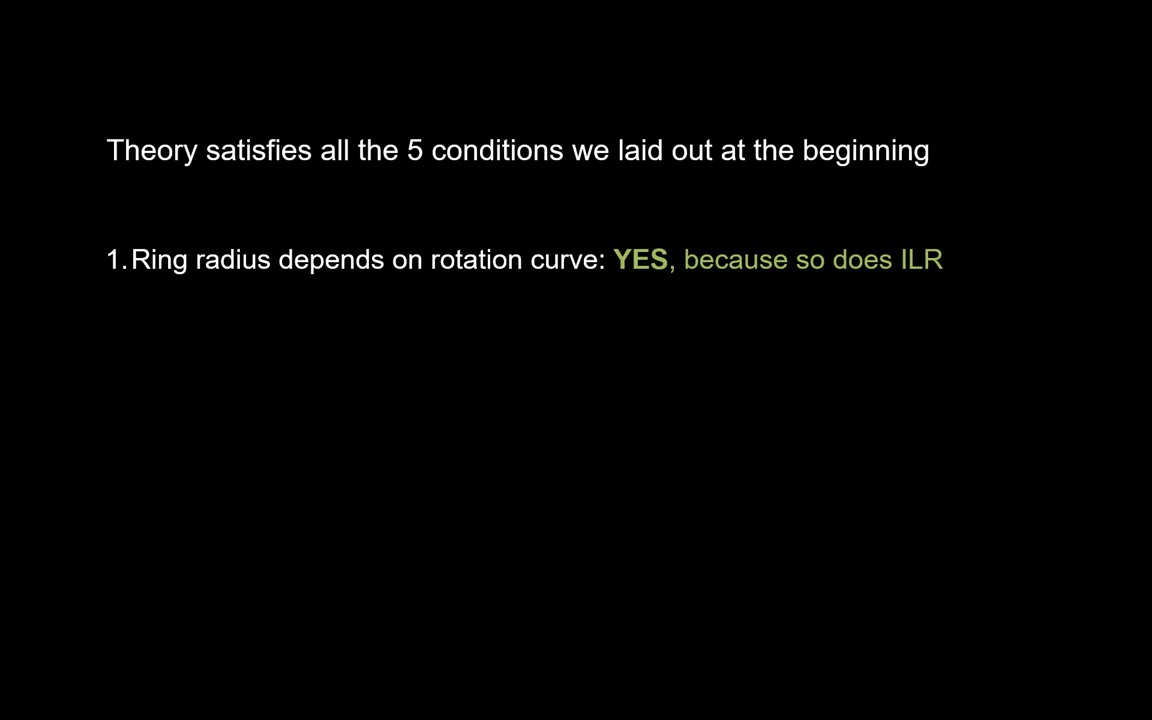 Theory satisfies all the 5 conditions we laid out at the beginning
1. Ring radius depends on rotation curve: YES, because so does ILR